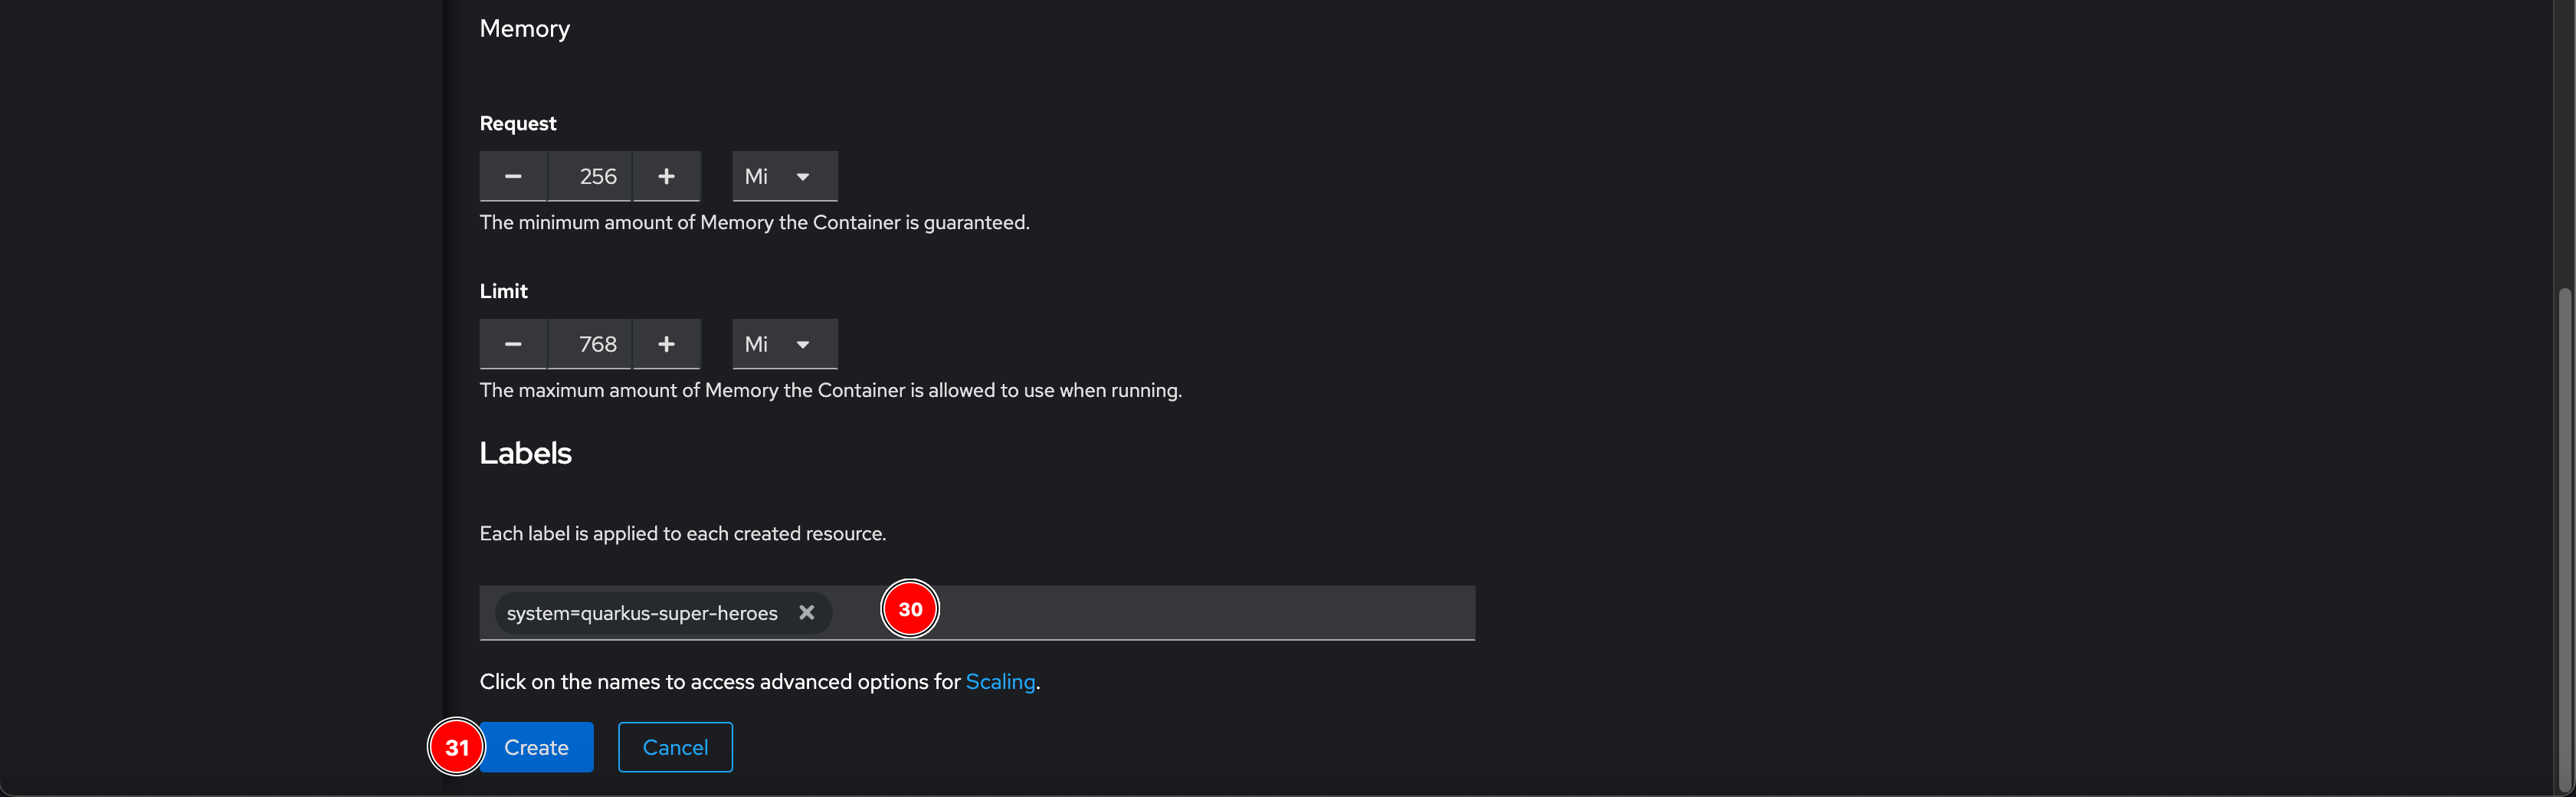 Memory
Request
256 Mi
The minimum amount of Memory the Container is guaranteed.
Limit
768 Mi
The maximum amount of Memory the Container is allowed to use when running.
Labels
Each label is applied to each created resource.
system=quarkus-super-heroes 30
Click on the names to access advanced options for Scaling.
31 Create Cancel